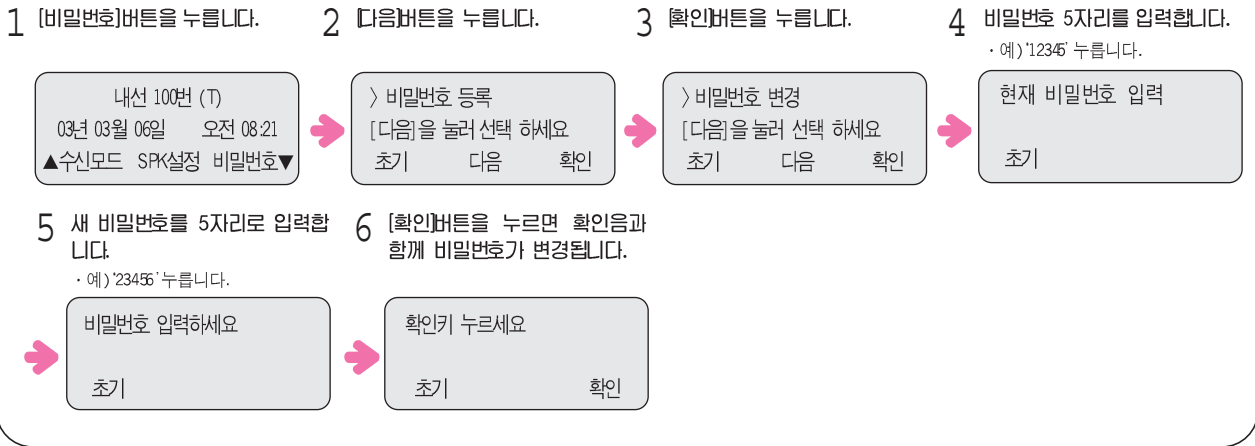 1 [비밀번호]버튼을 누릅니다.
내선 100번 (T)
03년 03월 06일 오전 08:21
▲수신모드 SPK설정 비밀번호▼
2 [다음]버튼을 누릅니다.
〉비밀번호 등록
[다음]을 눌러 선택 하세요
초기 다음 확인
3 [확인]버튼을 누릅니다.
〉비밀번호 변경
[다음]을 눌러 선택 하세요
초기 다음 확인
4 비밀번호 5자리를 입력합니다.
· 예) '12345' 누릅니다.
현재 비밀번호 입력
초기
5 새 비밀번호를 5자리로 입력합
니다.
· 예) '23456' 누릅니다.
비밀번호 입력하세요
초기
6 [확인]버튼을 누르면 확인음과
함께 비밀번호가 변경됩니다.
확인키 누르세요
초기 확인